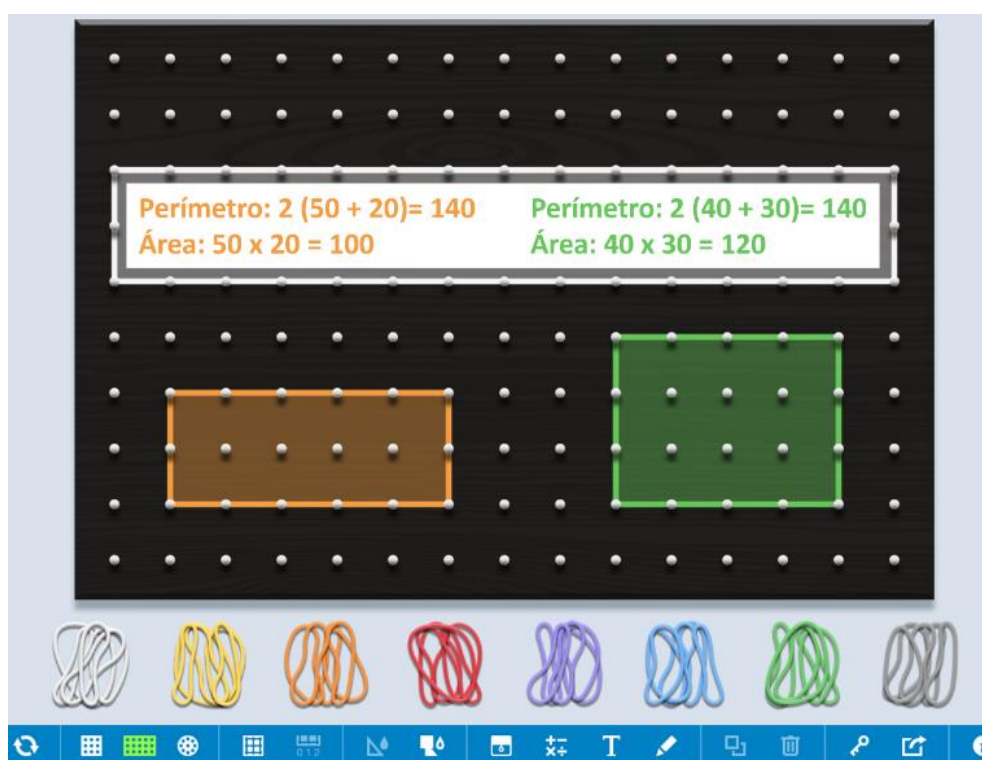 Perímetro: 2 (50 + 20)= 140
Área: 50 x 20 = 100
Perímetro: 2 (40 + 30)= 140
Área: 40 x 30 = 120